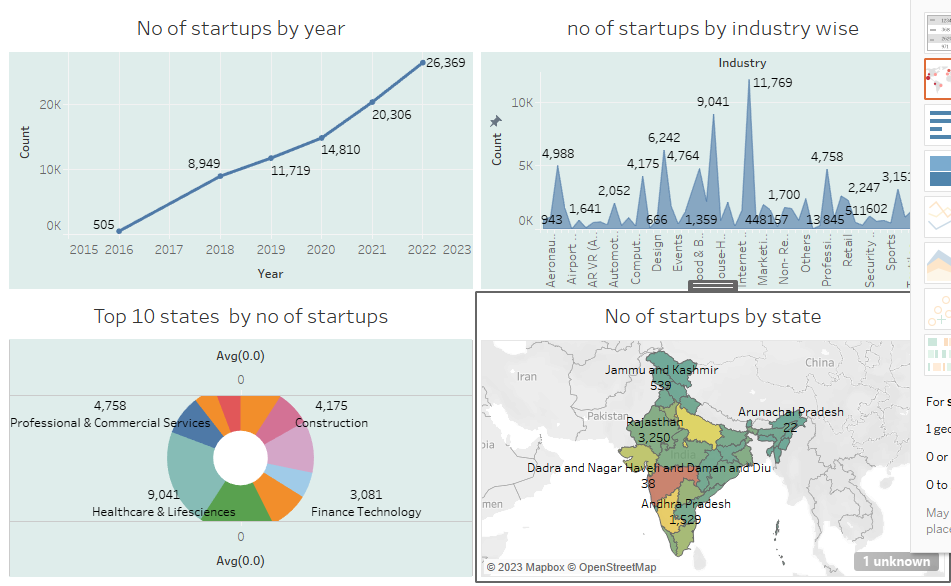 No of startups by year
26,369
20K
20,306
14,810
10K
8,949
11,719
0K
505
Count
2015 2016 2017 2018 2019 2020 2021 2022 2023
Year
no of startups by industry wise
Industry
11,769
10K
9,041
6,242
4,988
4,175
4,764
4,758
5K
2,052
1,641
1,700
2,247
3,151
0K
943
666
1,359
448
157
13
845
511
602
Count
Aeronau..
Airport ..
AR VR (A..
Automot..
Comput..
Design
Events
Food & B..
House-H..
Internet ..
Marketi..
Non- Re..
Others
Professi..
Retail
Security ..
Sports
Top 10 states by no of startups
Avg(0.0)
0
4,758
Professional & Commercial Services
4,175
Construction
9,041
Healthcare & Lifesciences
3,081
Finance Technology
0
Avg(0.0)
No of startups by state
Iran
China
Pakistan
India
Jammu and Kashmir
539
Rajasthan
3,250
Arunachal Pradesh
22
Dadra and Nagar Haveli and Daman and Diu
38
Andhra Pradesh
1,529
© 2023 Mapbox © OpenStreetMap
1 unknown
For s
1 geo
0 or
0 to
May
place